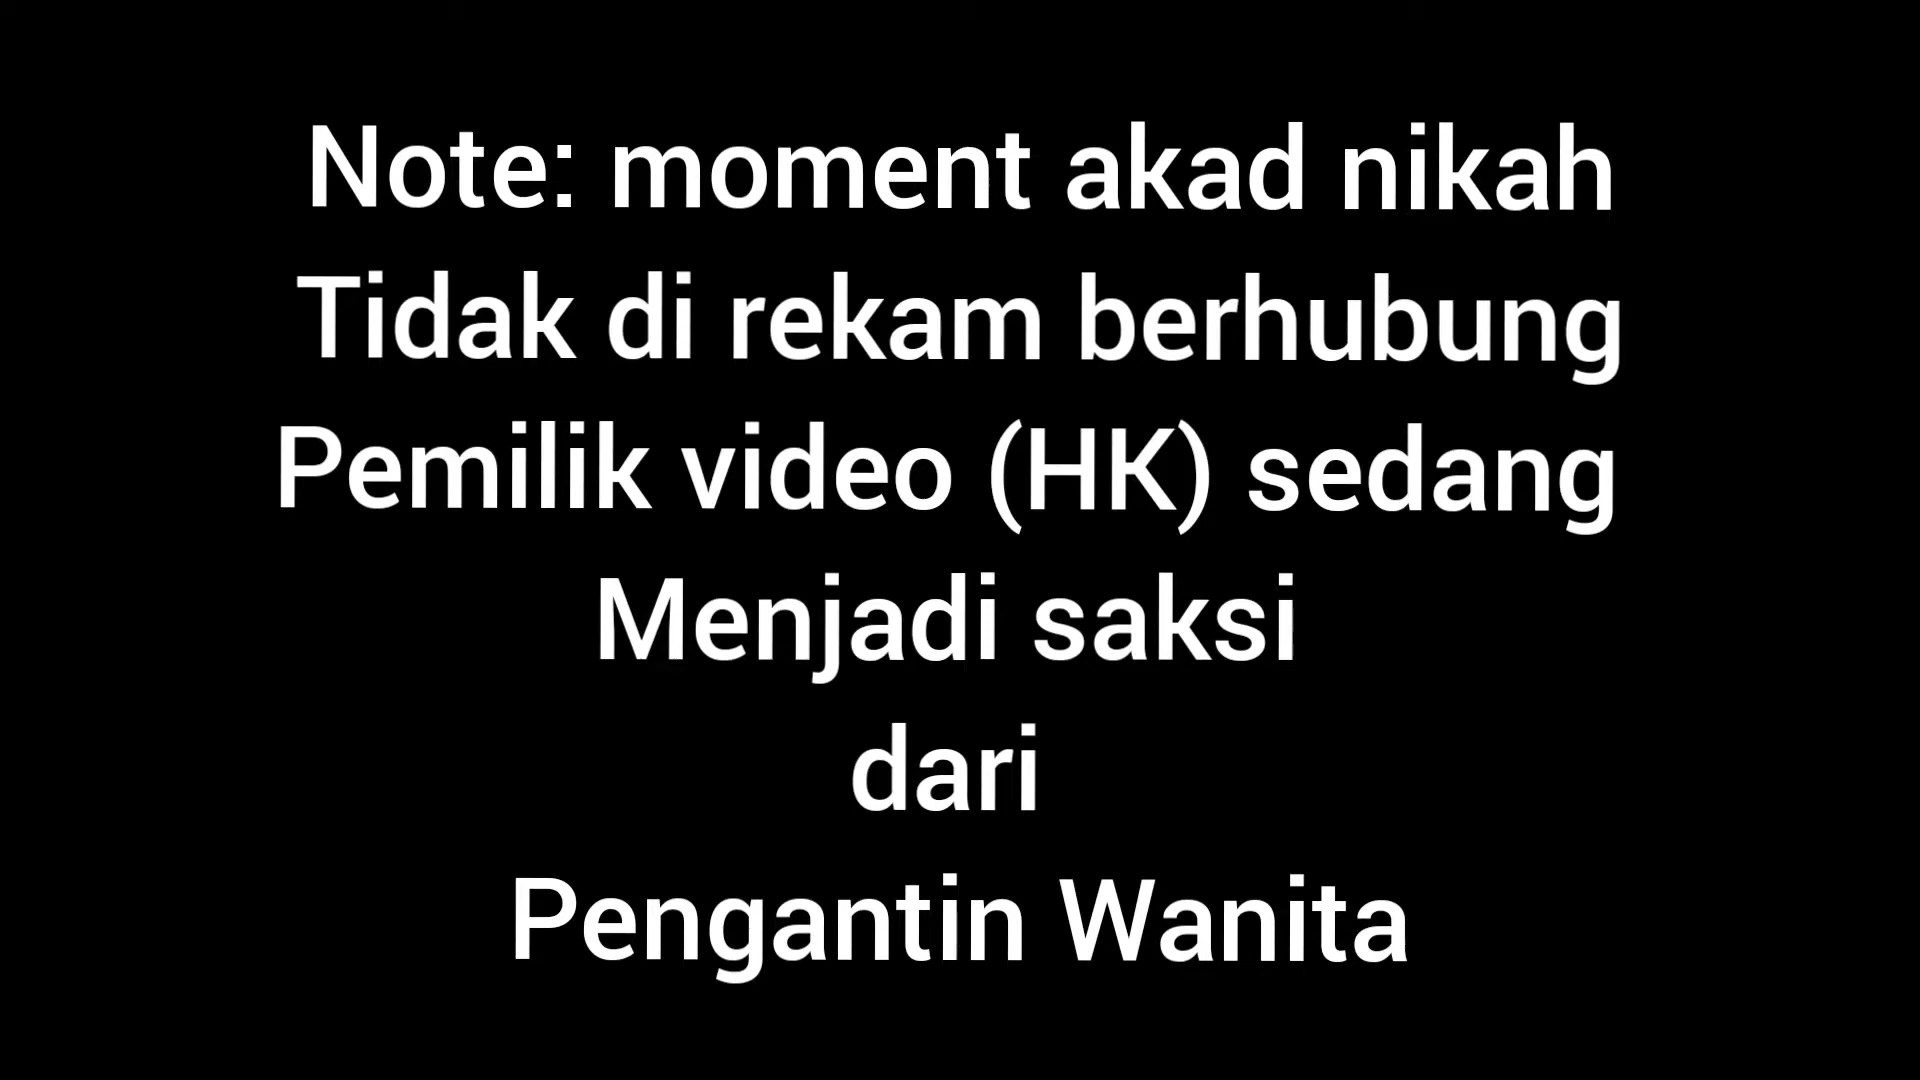 Note: moment akad nikah
Tidak di rekam berhubung
Pemilik video (HK) sedang
Menjadi saksi
dari
Pengantin Wanita